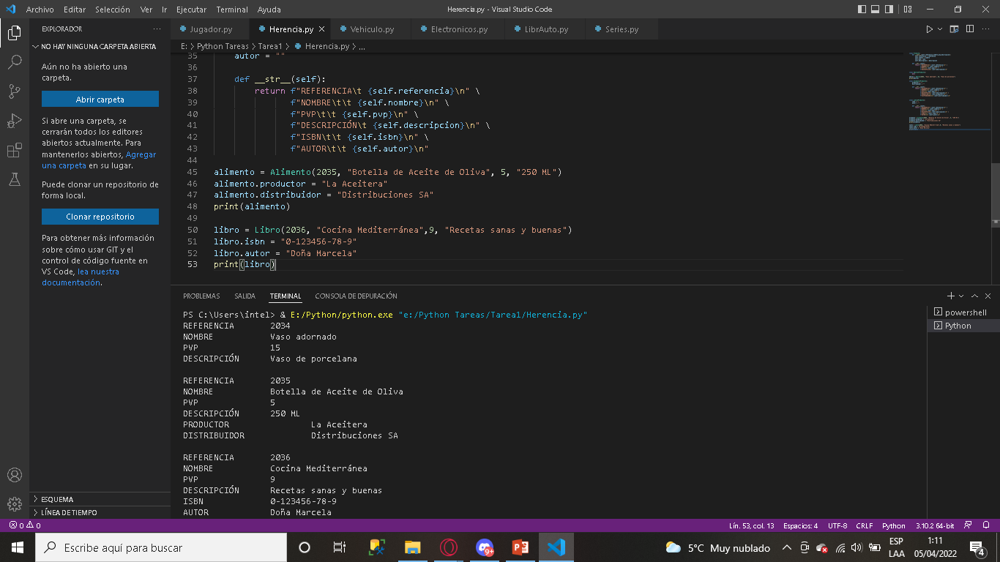 Archivo Editar Selección Ver Ir Ejecutar Terminal Ayuda
Herencia.py - Visual Studio Code
EXPLORADOR
NO HAY NINGUNA CARPETA ABIERTA
Aún no ha abierto una
carpeta.
Abrir carpeta
Si abre una carpeta, se
cerrarán todos los editores
abiertos actualmente. Para
mantenerlos abiertos, Agregar
una carpeta en su lugar.
Puede clonar un repositorio de
forma local.
Clonar repositorio
Para obtener más información
sobre cómo usar GIT y el
control de código fuente en
VS Code, lea nuestra
documentación.
ESQUEMA
LÍNEA DE TIEMPO
Jugador.py Herencia.py Vehiculo.py Electronicos.py LibrAuto.py Series.py
E: > Python Tareas > Tarea1 > Herencia.py > ...
35 autor = ""
36
37 def __str__(self):
38 return f"REFERENCIA\t {self.referencia}\n" \
39 f"NOMBRE\t\t {self.nombre}\n" \
40 f"PVP\t\t {self.pvp}\n" \
41 f"DESCRIPCIÓN\t {self.descripcion}\n" \
42 f"ISBN\t\t {self.isbn}\n" \
43 f"AUTOR\t\t {self.autor}\n"
44
45 alimento = Alimento(2035, "Botella de Aceite de Oliva", 5, "250 ML")
46 alimento.productor = "La Aceitera"
47 alimento.distribuidor = "Distribuciones SA"
48 print(alimento)
49
50 libro = Libro(2036, "Cocina Mediterránea",9, "Recetas sanas y buenas")
51 libro.isbn = "0-123456-78-9"
52 libro.autor = "Doña Marcela"
53 print(libro)
PROBLEMAS SALIDA TERMINAL CONSOLA DE DEPURACIÓN
powershell
Python
PS C:\Users\intel> & E:/Python/python.exe "e:/Python Tareas/Tarea1/Herencia.py"
REFERENCIA 2034
NOMBRE Vaso adornado
PVP 15
DESCRIPCIÓN Vaso de porcelana
REFERENCIA 2035
NOMBRE Botella de Aceite de Oliva
PVP 5
DESCRIPCIÓN 250 ML
PRODUCTOR La Aceitera
DISTRIBUIDOR Distribuciones SA
REFERENCIA 2036
NOMBRE Cocina Mediterránea
PVP 9
DESCRIPCIÓN Recetas sanas y buenas
ISBN 0-123456-78-9
AUTOR Doña Marcela
0 0
Lín. 53, col. 13 Espacios: 4 UTF-8 CRLF Python 3.10.2 64-bit
Escribe aquí para buscar
9+
5°C Muy nublado
ESP
LAA
1:11
05/04/2022
4